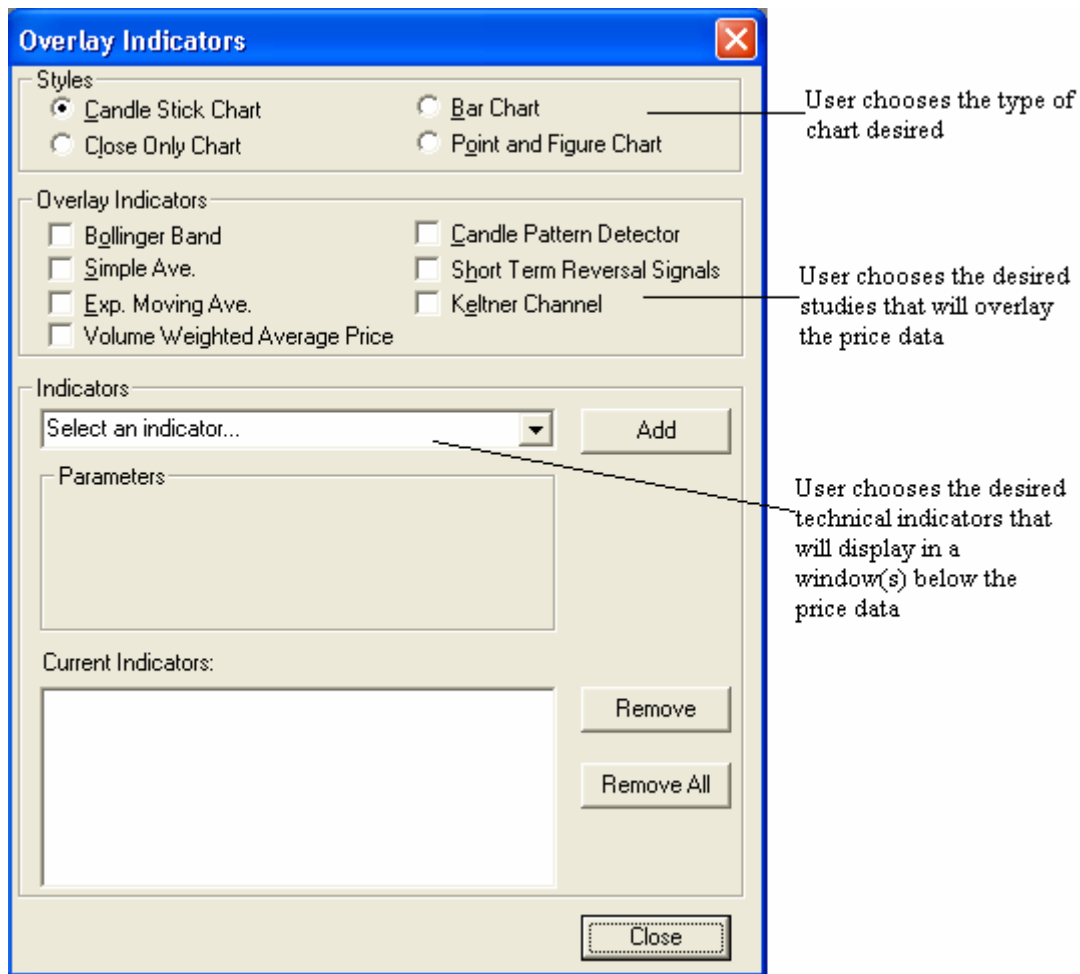 Overlay Indicators
Styles
Candle Stick Chart
Bar Chart
Close Only Chart
Point and Figure Chart
User chooses the type of
chart desired
Overlay Indicators
Bollinger Band
Candle Pattern Detector
Simple Ave.
Short Term Reversal Signals
Exp. Moving Ave.
Keltner Channel
Volume Weighted Average Price
User chooses the desired
studies that will overlay
the price data
Indicators
Select an indicator...
Add
Parameters
User chooses the desired
technical indicators that
will display in a
window(s) below the
price data
Current Indicators:
Remove
Remove All
Close